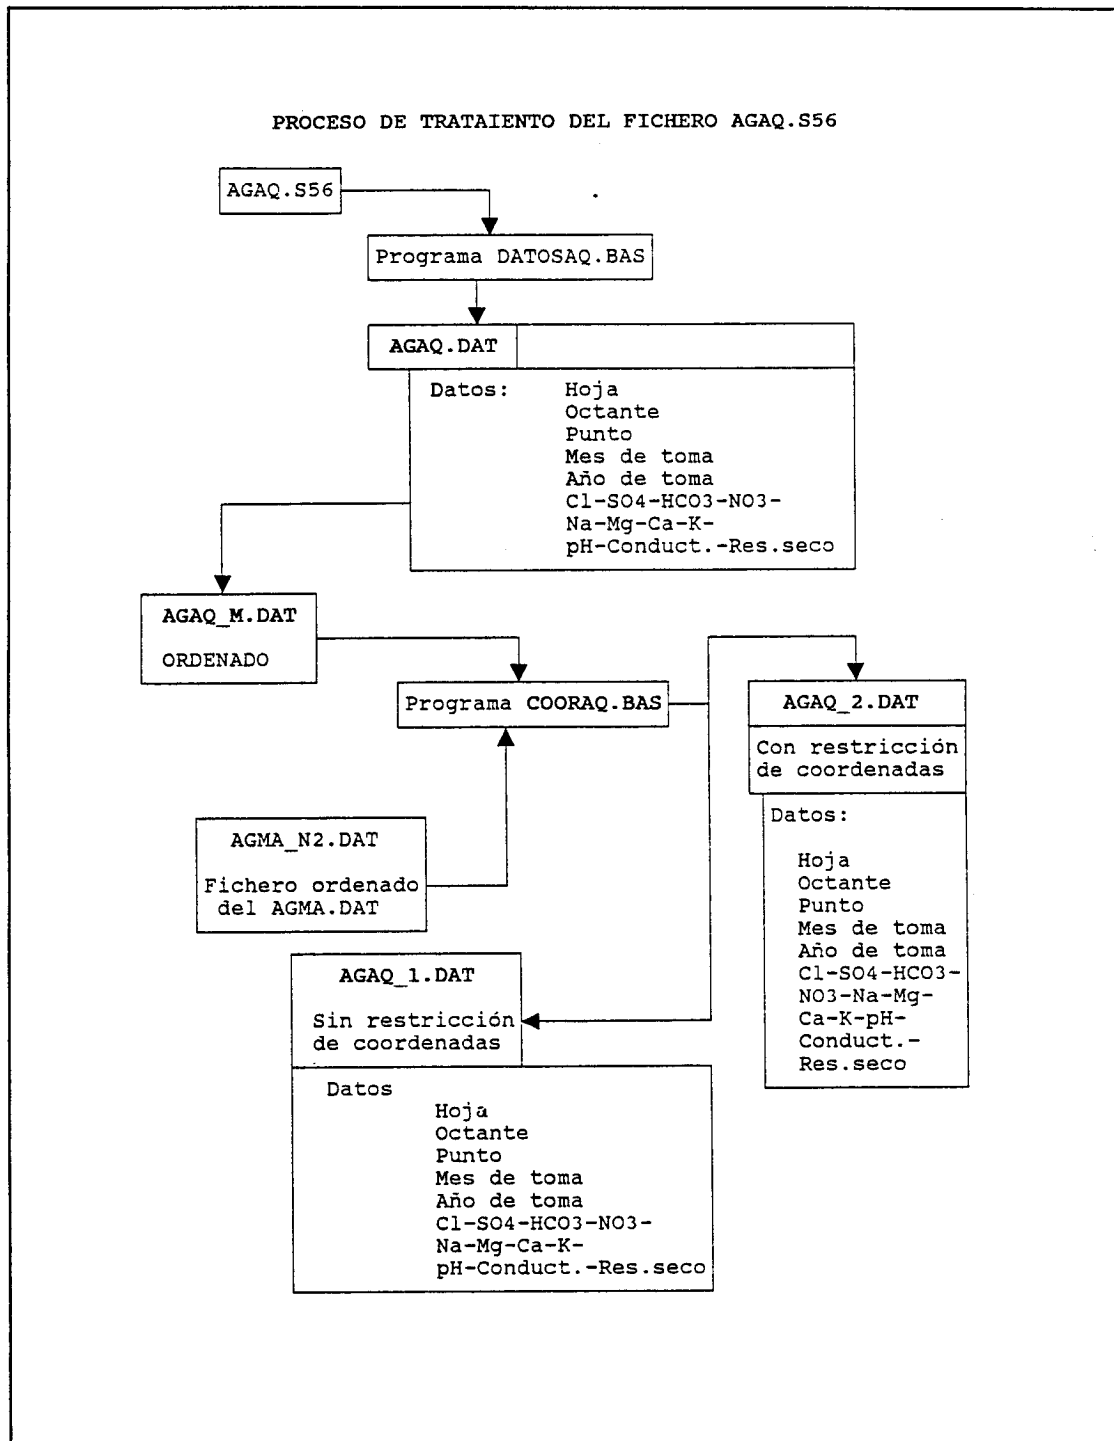 PROCESO DE TRATAIENTO DEL FICHERO AGAQ.S56
AGAQ.S56
Programa DATOSAQ.BAS
AGAQ.DAT
Datos: Hoja
Octante
Punto
Mes de toma
Año de toma
Cl-SO4-HCO3-NO3-
Na-Mg-Ca-K-
pH-Conduct.-Res.seco
AGAQ_M.DAT
ORDENADO
Programa COORAQ.BAS
AGAQ_2.DAT
Con restricción
de coordenadas
Datos:
Hoja
Octante
Punto
Mes de toma
Año de toma
Cl-SO4-HCO3-
NO3-Na-Mg-
Ca-K-pH-
Conduct.-
Res.seco
AGMA_N2.DAT
Fichero ordenado
del AGMA.DAT
AGAQ_1.DAT
Sin restricción
de coordenadas
Datos
Hoja
Octante
Punto
Mes de toma
Año de toma
Cl-SO4-HCO3-NO3-
Na-Mg-Ca-K-
pH-Conduct.-Res.seco